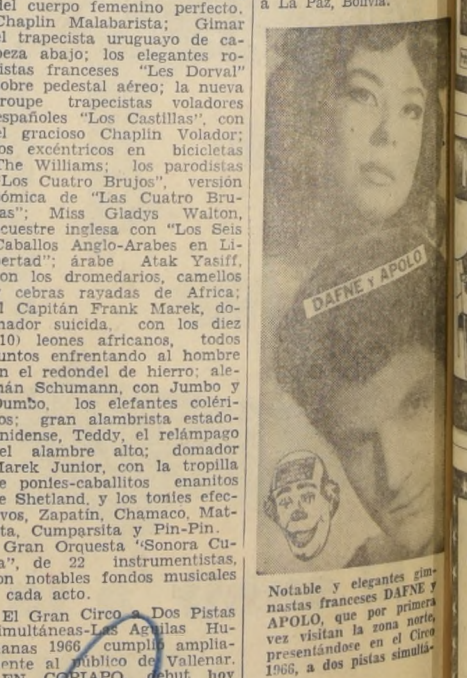 del cuerpo femenino perfecto,
Chaplin Malabarista; Gimar
el trapecista uruguayo de ca-
beza abajo; los elegantes ro-
istas franceses "Les Dorval"
sobre pedestal aéreo; la nueva
troupe trapecistas voladores
españoles "Los Castillas", con
el gracioso Chaplin Volador;
los excéntricos en bicicletas
The Williams; los parodistas
"Los Cuatro Brujos", versión
cómica de "Las Cuatro Bru-
jas"; Miss Gladys Walton,
ecuestre inglesa con "Los Seis
Caballos Anglo-Arabes en Li-
bertad"; árabe Atak Yasiff,
con los dromedarios, camellos
y cebras rayadas de Africa;
el Capitán Frank Marek, do-
mador suicida, con los diez
(10) leones africanos, todos
juntos enfrentando al hombre
en el redondel de hierro; ale-
mán Schumann, con Jumbo y
Dumbo, los elefantes coléri-
cos; gran alambrista estado-
unidense, Teddy, el relámpago
del alambre alto; domador
Marek Junior, con la tropilla
de ponies-caballitos enanitos
de Shetland, y los tonies efec-
tivos, Zapatín, Chamaco, Mat-
ta, Cumparsita y Pin-Pin.
Gran Orquesta "Sonora Cu-
a", de 22 instrumentistas,
con notables fondos musicales
a cada acto.
El Gran Circo a Dos Pistas
Simultáneas-Las Aguilas Hu-
manas 1966 cumplió amplia-
mente al público de Vallenar.
EN COPIAPO debut hoy
a La Paz, Bolivia.
DAFNE Y APOLO
Notable y elegantes gim-
nastas franceses DAFNE y
APOLO, que por primera
vez visitan la zona norte,
presentándose en el Circo
1966, a dos pistas simultá-